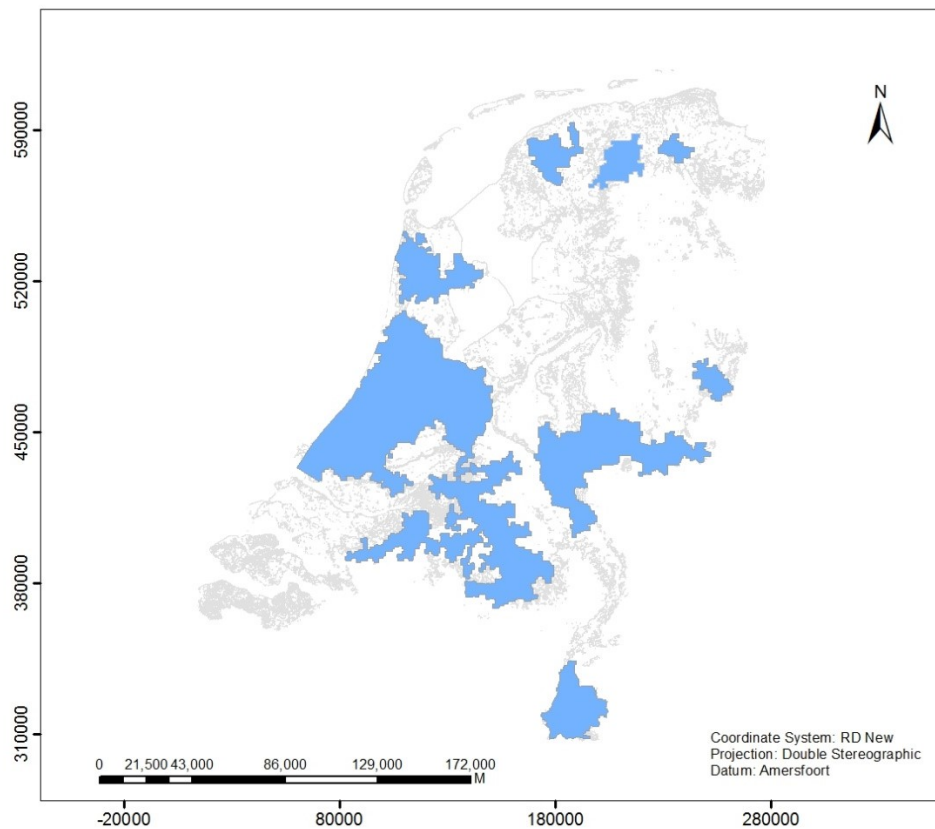 N
590000
520000
450000
380000
310000
0 21,500 43,000 86,000 129,000 172,000
M
Coordinate System: RD New
Projection: Double Stereographic
Datum: Amersfoort
-20000 80000 180000 280000